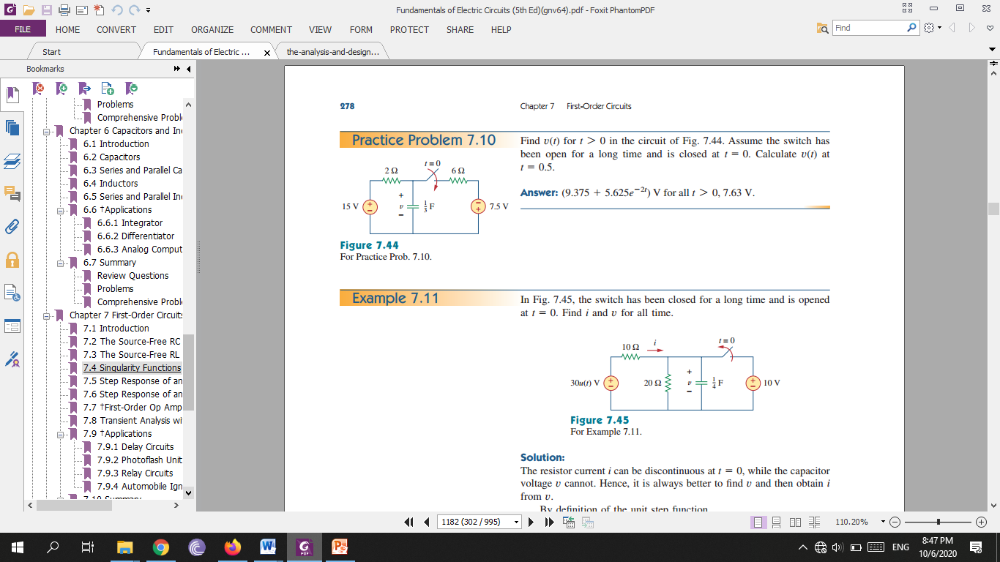 Fundamentals of Electric Circuits (5th Ed)(gnv64).pdf - Foxit PhantomPDF
FILE HOME CONVERT EDIT ORGANIZE COMMENT VIEW FORM PROTECT SHARE HELP
Find
Start
Fundamentals of Electric ...
the-analysis-and-design...
Bookmarks
Problems
Comprehensive Proble
Chapter 6 Capacitors and In
6.1 Introduction
6.2 Capacitors
6.3 Series and Parallel Ca
6.4 Inductors
6.5 Series and Parallel In
6.6 †Applications
6.6.1 Integrator
6.6.2 Differentiator
6.6.3 Analog Comput
6.7 Summary
Review Questions
Problems
Comprehensive Proble
Chapter 7 First-Order Circuits
7.1 Introduction
7.2 The Source-Free RC
7.3 The Source-Free RL
7.4 Singularity Functions
7.5 Step Response of an
7.6 Step Response of an
7.7 †First-Order Op Amp
7.8 Transient Analysis wi
7.9 †Applications
7.9.1 Delay Circuits
7.9.2 Photoflash Unit
7.9.3 Relay Circuits
7.9.4 Automobile Ign
7.10 Summary
278
Chapter 7 First-Order Circuits
Practice Problem 7.10
Find v(t) for t > 0 in the circuit of Fig. 7.44. Assume the switch has
been open for a long time and is closed at t = 0. Calculate v(t) at
t = 0.5.
Answer: (9.375 + 5.625e⁻²ᵗ) V for all t > 0, 7.63 V.
t = 0
2 Ω
6 Ω
+
15 V + −
v
1/3 F
− + 7.5 V
−
Figure 7.44
For Practice Prob. 7.10.
Example 7.11
In Fig. 7.45, the switch has been closed for a long time and is opened
at t = 0. Find i and v for all time.
10 Ω
i
t = 0
+
30u(t) V + −
20 Ω
v
1/4 F
+ − 10 V
−
Figure 7.45
For Example 7.11.
Solution:
The resistor current i can be discontinuous at t = 0, while the capacitor
voltage v cannot. Hence, it is always better to find v and then obtain i
from v.
By definition of the unit step function
1182 (302 / 995)
110.20%
ENG
8:47 PM
10/6/2020